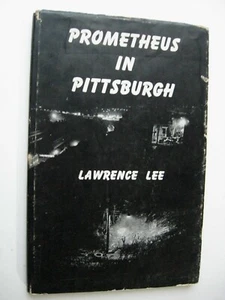 PROMETHEUS
IN
PITTSBURGH
LAWRENCE LEE